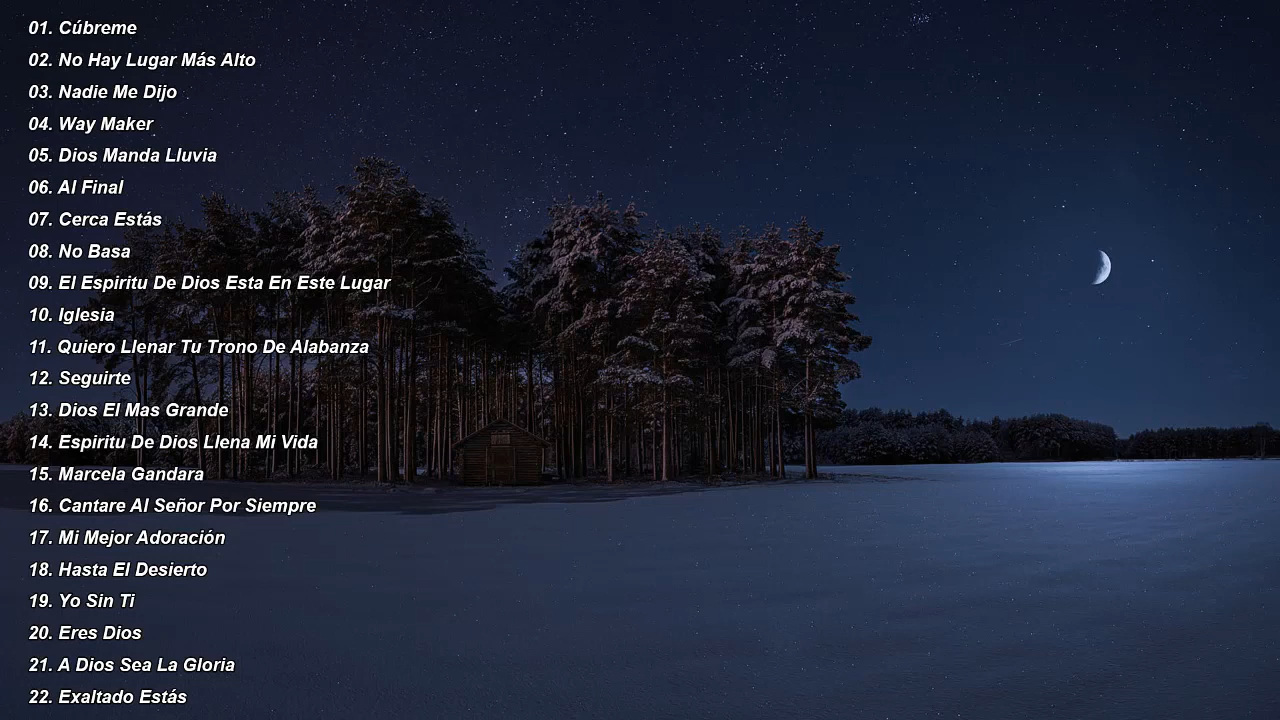 01. Cúbreme
02. No Hay Lugar Más Alto
03. Nadie Me Dijo
04. Way Maker
05. Dios Manda Lluvia
06. Al Final
07. Cerca Estás
08. No Basa
09. El Espiritu De Dios Esta En Este Lugar
10. Iglesia
11. Quiero Llenar Tu Trono De Alabanza
12. Seguirte
13. Dios El Mas Grande
14. Espiritu De Dios Llena Mi Vida
15. Marcela Gandara
16. Cantare Al Señor Por Siempre
17. Mi Mejor Adoración
18. Hasta El Desierto
19. Yo Sin Ti
20. Eres Dios
21. A Dios Sea La Gloria
22. Exaltado Estás